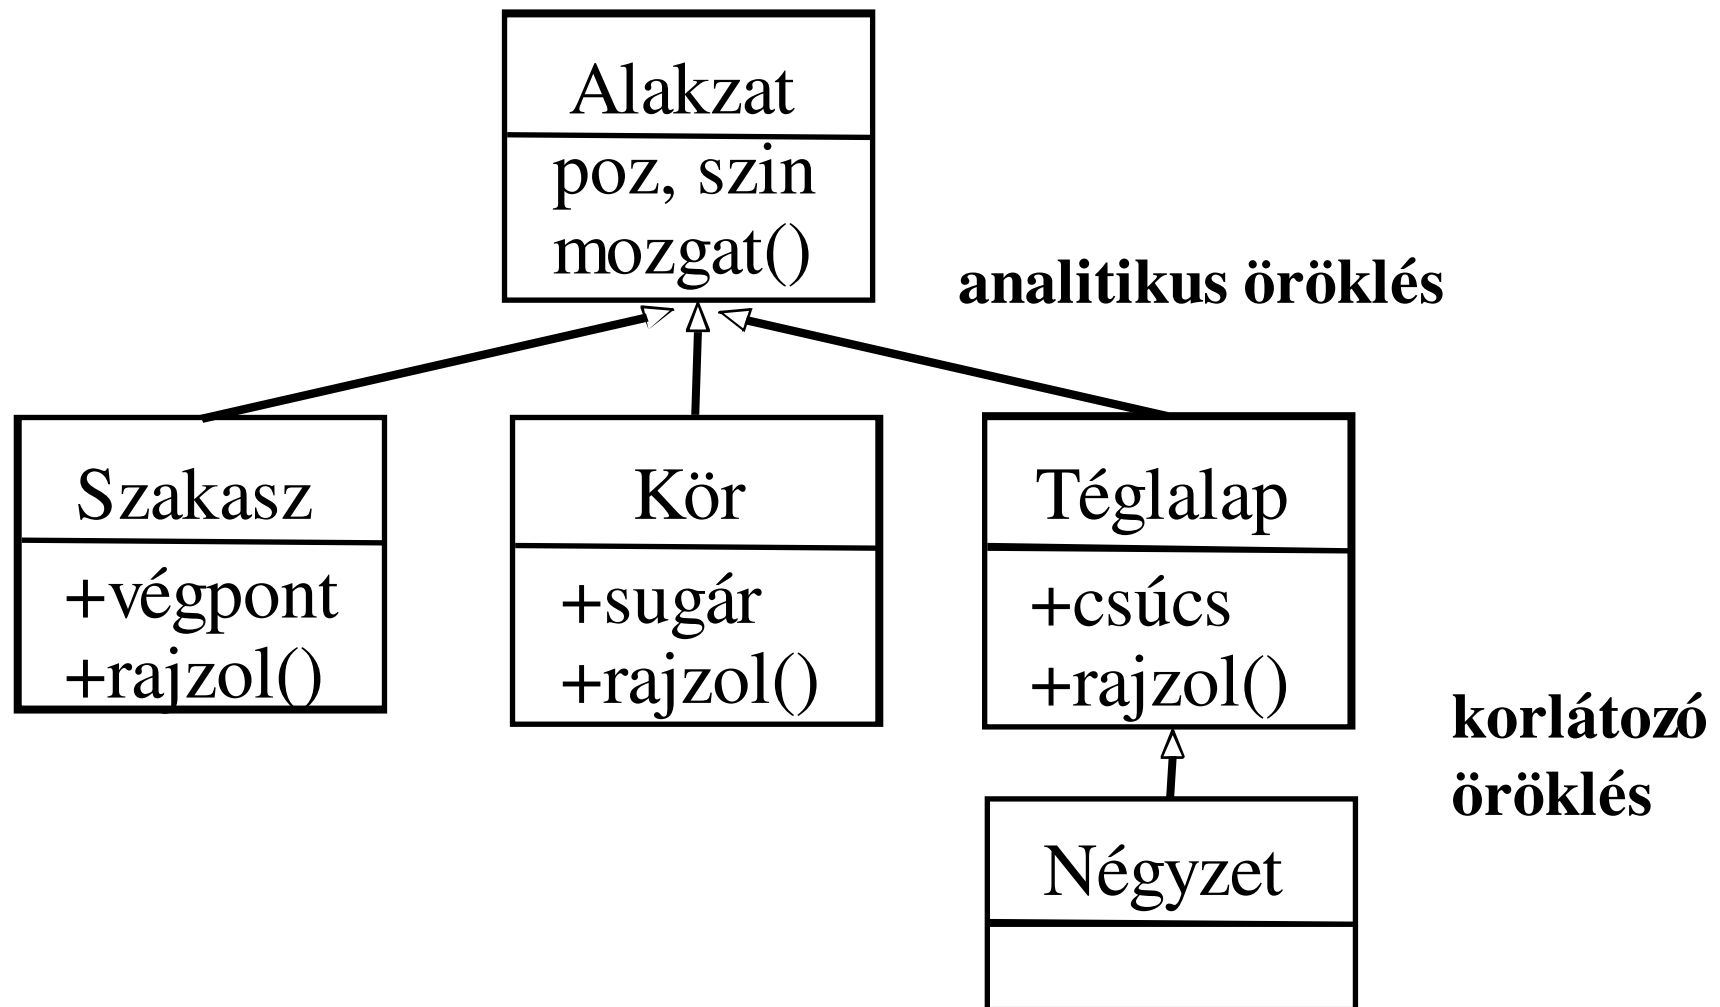 Alakzat
poz, szin
mozgat()
analitikus öröklés
Szakasz
+végpont
+rajzol()
Kör
+sugár
+rajzol()
Téglalap
+csúcs
+rajzol()
korlátozó
öröklés
Négyzet